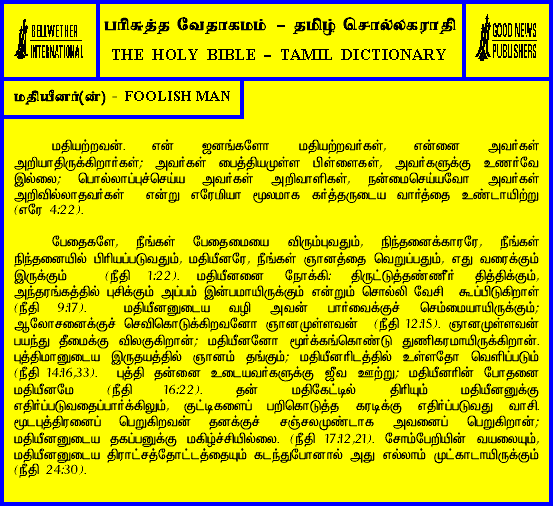 BELLWETHER
INTERNATIONAL
பரிசுத்த வேதாகமம் – தமிழ் சொல்லகராதி
THE HOLY BIBLE – TAMIL DICTIONARY
GOOD NEWS
PUBLISHERS
மதியீனர்(ன்) - FOOLISH MAN
மதியற்றவன். என் ஜனங்களோ மதியற்றவர்கள், என்னை அவர்கள்
அறியாதிருக்கிறார்கள்; அவர்கள் பைத்தியமுள்ள பிள்ளைகள், அவர்களுக்கு உணர்வே
இல்லை; பொல்லாப்புச்செய்ய அவர்கள் அறிவாளிகள், நன்மைசெய்யவோ அவர்கள்
அறிவில்லாதவர்கள் என்று எரேமியா மூலமாக கர்த்தருடைய வார்த்தை உண்டாயிற்று
(எரே 4:22).
பேதைகளே, நீங்கள் பேதைமையை விரும்புவதும், நிந்தனைக்காரரே, நீங்கள்
நிந்தனையில் பிரியப்படுவதும், மதியீனரே, நீங்கள் ஞானத்தை வெறுப்பதும், எது வரைக்கும்
இருக்கும் (நீதி 1:22). மதியீனனை நோக்கி: திருட்டுத்தண்ணீர் தித்திக்கும்,
அந்தரங்கத்தில் புசிக்கும் அப்பம் இன்பமாயிருக்கும் என்றும் சொல்லி வேசி கூப்பிடுகிறாள்
(நீதி 9:17). மதியீனனுடைய வழி அவன் பார்வைக்குச் செம்மையாயிருக்கும்;
ஆலோசனைக்குச் செவிகொடுக்கிறவனோ ஞானமுள்ளவன் (நீதி 12:15). ஞானமுள்ளவன்
பயந்து தீமைக்கு விலகுகிறான்; மதியீனனோ மூர்க்கங்கொண்டு துணிகரமாயிருக்கிறான்.
புத்திமானுடைய இருதயத்தில் ஞானம் தங்கும்; மதியீனரிடத்தில் உள்ளதோ வெளிப்படும்
(நீதி 14:16,33). புத்தி தன்னை உடையவர்களுக்கு ஜீவ ஊற்று; மதியீனரின் போதனை
மதியீனமே (நீதி 16:22). தன் மதிகேட்டில் திரியும் மதியீனனுக்கு
எதிர்ப்படுவதைப்பார்க்கிலும், குட்டிகளைப் பறிகொடுத்த கரடிக்கு எதிர்ப்படுவது வாசி.
மூடபுத்திரனைப் பெறுகிறவன் தனக்குச் சஞ்சலமுண்டாக அவனைப் பெறுகிறான்;
மதியீனனுடைய தகப்பனுக்கு மகிழ்ச்சியில்லை. (நீதி 17:12,21). சோம்பேறியின் வயலையும்,
மதியீனனுடைய திராட்சத்தோட்டத்தையும் கடந்துபோனால் அது எல்லாம் முட்காடாயிருக்கும்
(நீதி 24:30).